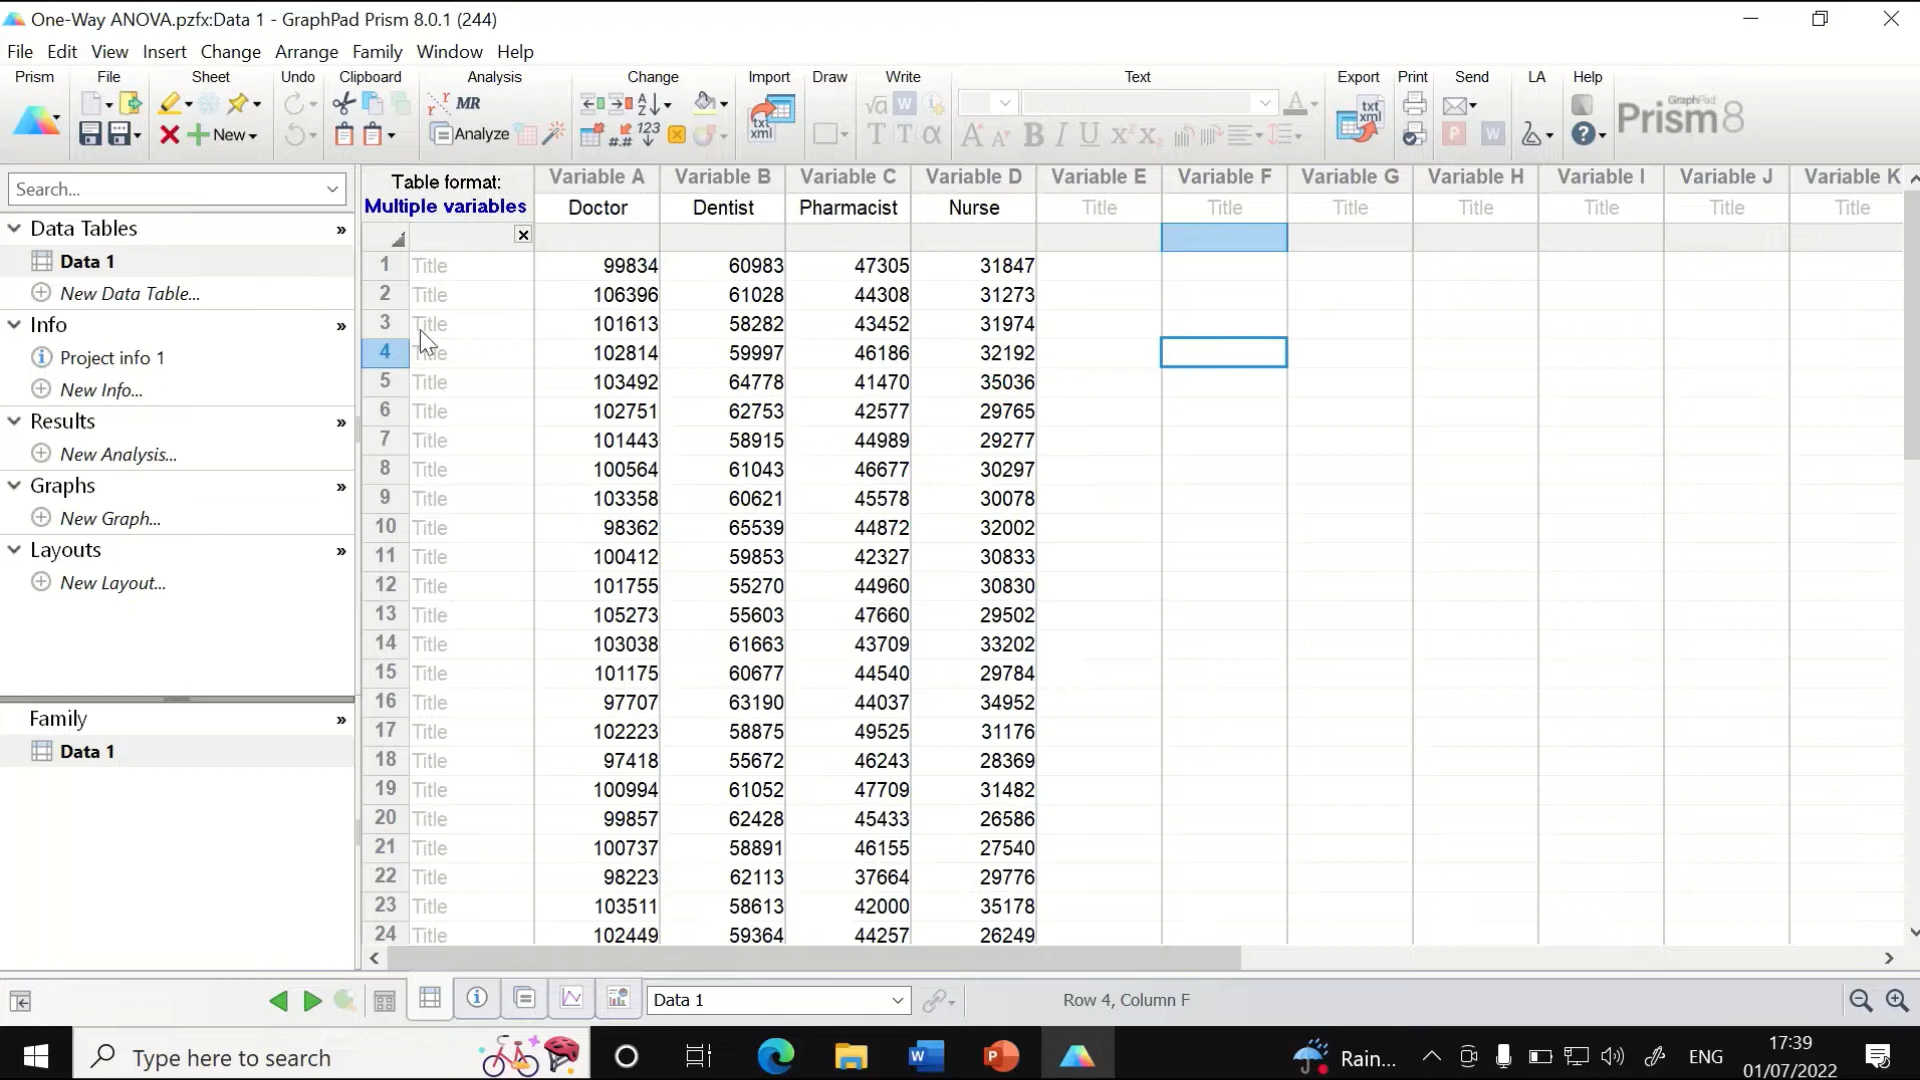 One-Way ANOVA.pzfx:Data 1 - GraphPad Prism 8.0.1 (244)
File Edit View Insert Change Arrange Family Window Help
Prism File Sheet Undo Clipboard Analysis Change Import Draw Write Text Export Print Send LA Help
MR
New Analyze 123 txt xml txt xml GraphPad Prism 8
Search...
Table format: Multiple variables
Variable A Variable B Variable C Variable D Variable E Variable F Variable G Variable H Variable I Variable J Variable K
Doctor Dentist Pharmacist Nurse Title Title Title Title Title Title Title
Data Tables
Data 1
New Data Table...
Info
Project info 1
New Info...
Results
New Analysis...
Graphs
New Graph...
Layouts
New Layout...
Family
Data 1
1 Title 99834 60983 47305 31847
2 Title 106396 61028 44308 31273
3 Title 101613 58282 43452 31974
4 Title 102814 59997 46186 32192
5 Title 103492 64778 41470 35036
6 Title 102751 62753 42577 29765
7 Title 101443 58915 44989 29277
8 Title 100564 61043 46677 30297
9 Title 103358 60621 45578 30078
10 Title 98362 65539 44872 32002
11 Title 100412 59853 42327 30833
12 Title 101755 55270 44960 30830
13 Title 105273 55603 47660 29502
14 Title 103038 61663 43709 33202
15 Title 101175 60677 44540 29784
16 Title 97707 63190 44037 34952
17 Title 102223 58875 49525 31176
18 Title 97418 55672 46243 28369
19 Title 100994 61052 47709 31482
20 Title 99857 62428 45433 26586
21 Title 100737 58891 46155 27540
22 Title 98223 62113 37664 29776
23 Title 103511 58613 42000 35178
24 Title 102449 59364 44257 26249
Data 1
Row 4, Column F
Type here to search
Rain...
ENG
17:39
01/07/2022